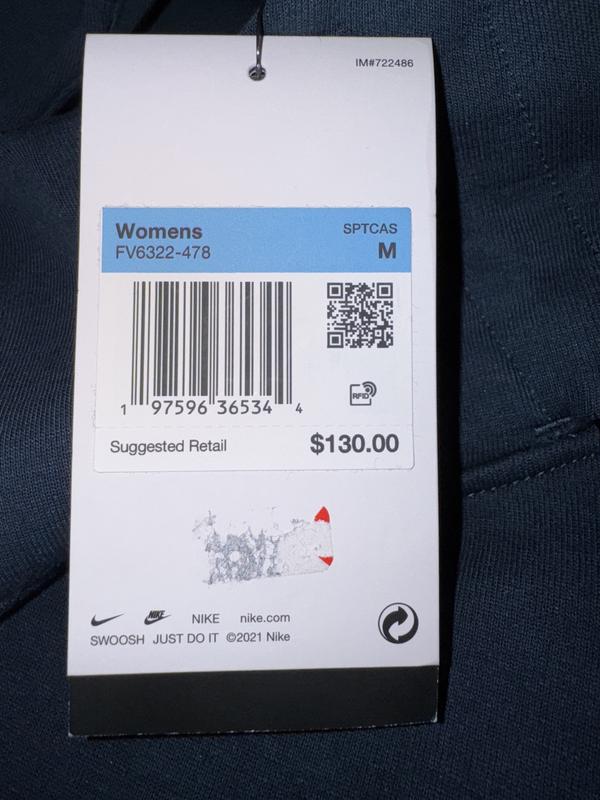 IM#722486
Womens SPTCAS
FV6322-478 M
RFID
1 97596 36534 4
Suggested Retail $130.00
NIKE NIKE nike.com
SWOOSH JUST DO IT ©2021 Nike